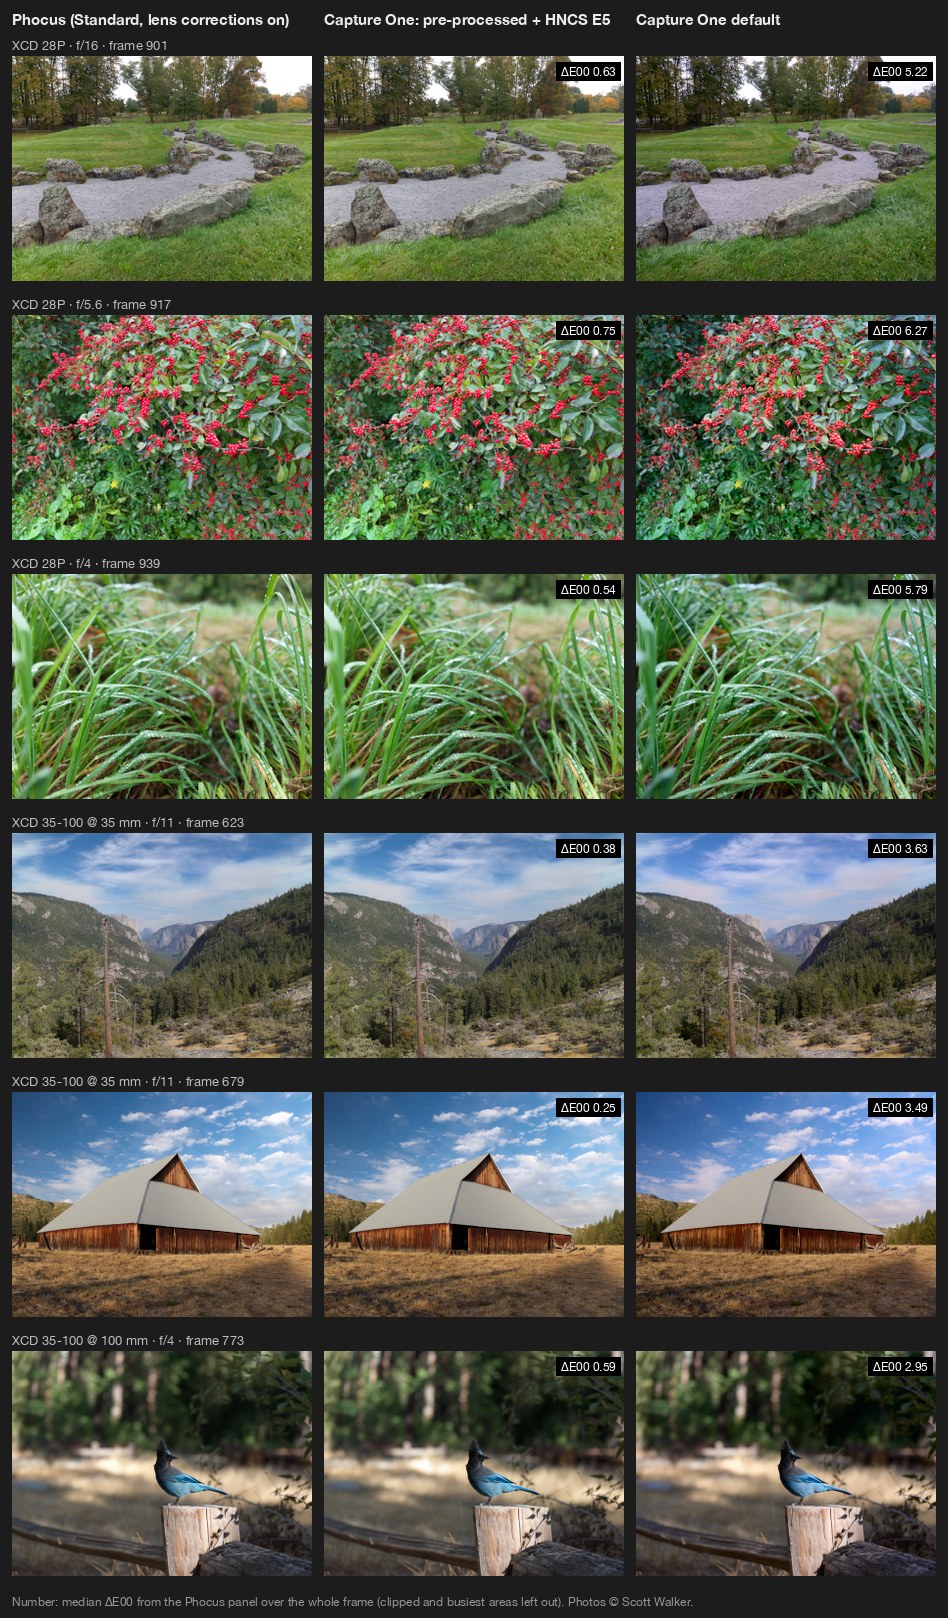 Phocus (Standard, lens corrections on)
Capture One: pre-processed + HNCS E5
Capture One default
XCD 28P · f/16 · frame 901
ΔE00 0.63
ΔE00 5.22
XCD 28P · f/5.6 · frame 917
ΔE00 0.75
ΔE00 6.27
XCD 28P · f/4 · frame 939
ΔE00 0.54
ΔE00 5.79
XCD 35-100 @ 35 mm · f/11 · frame 623
ΔE00 0.38
ΔE00 3.63
XCD 35-100 @ 35 mm · f/11 · frame 679
ΔE00 0.25
ΔE00 3.49
XCD 35-100 @ 100 mm · f/4 · frame 773
ΔE00 0.59
ΔE00 2.95
Number: median ΔE00 from the Phocus panel over the whole frame (clipped and busiest areas left out). Photos © Scott Walker.